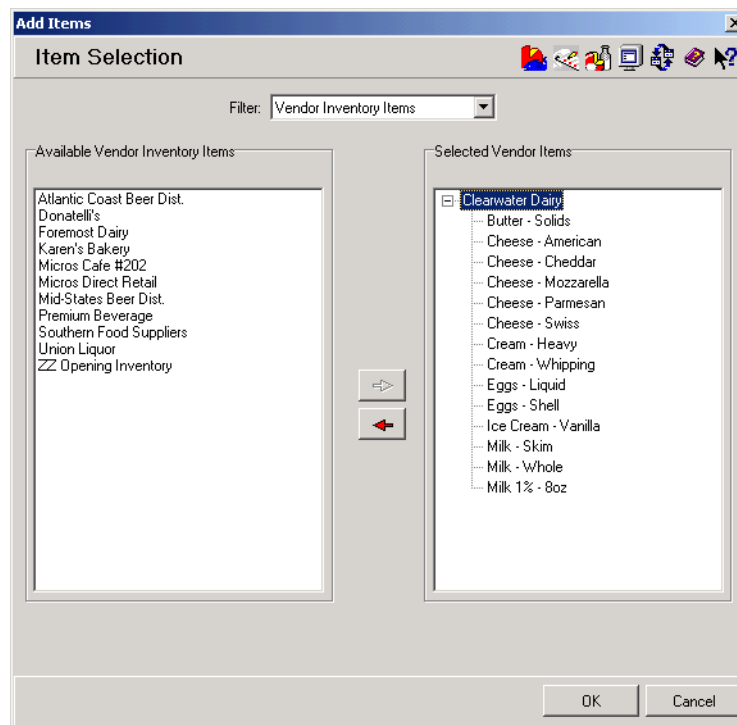 Add Items
Item Selection
Filter: Vendor Inventory Items
Available Vendor Inventory Items
Atlantic Coast Beer Dist.
Donatelli's
Foremost Dairy
Karen's Bakery
Micros Cafe #202
Micros Direct Retail
Mid-States Beer Dist.
Premium Beverage
Southern Food Suppliers
Union Liquor
ZZ Opening Inventory
Selected Vendor Items
Clearwater Dairy
Butter - Solids
Cheese - American
Cheese - Cheddar
Cheese - Mozzarella
Cheese - Parmesan
Cheese - Swiss
Cream - Heavy
Cream - Whipping
Eggs - Liquid
Eggs - Shell
Ice Cream - Vanilla
Milk - Skim
Milk - Whole
Milk 1% - 8oz
OK
Cancel